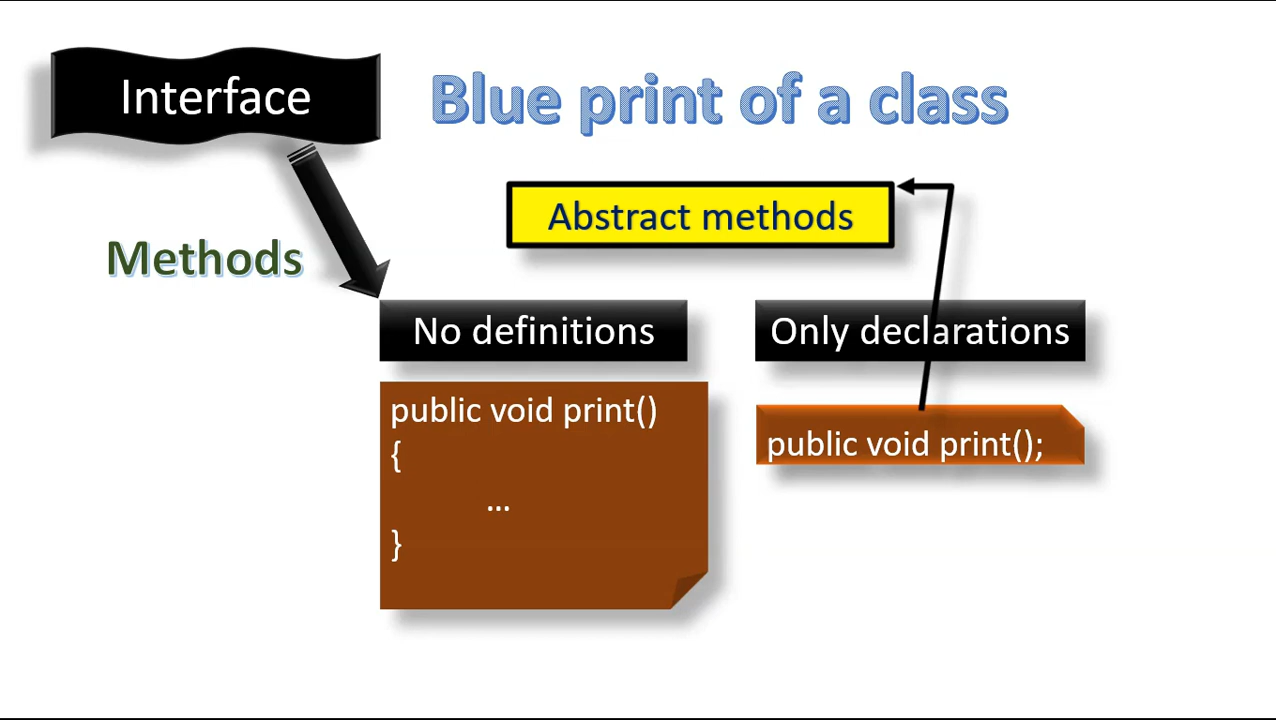 Interface
Blue print of a class
Abstract methods
Methods
No definitions
Only declarations
public void print()
{
...
}
public void print();